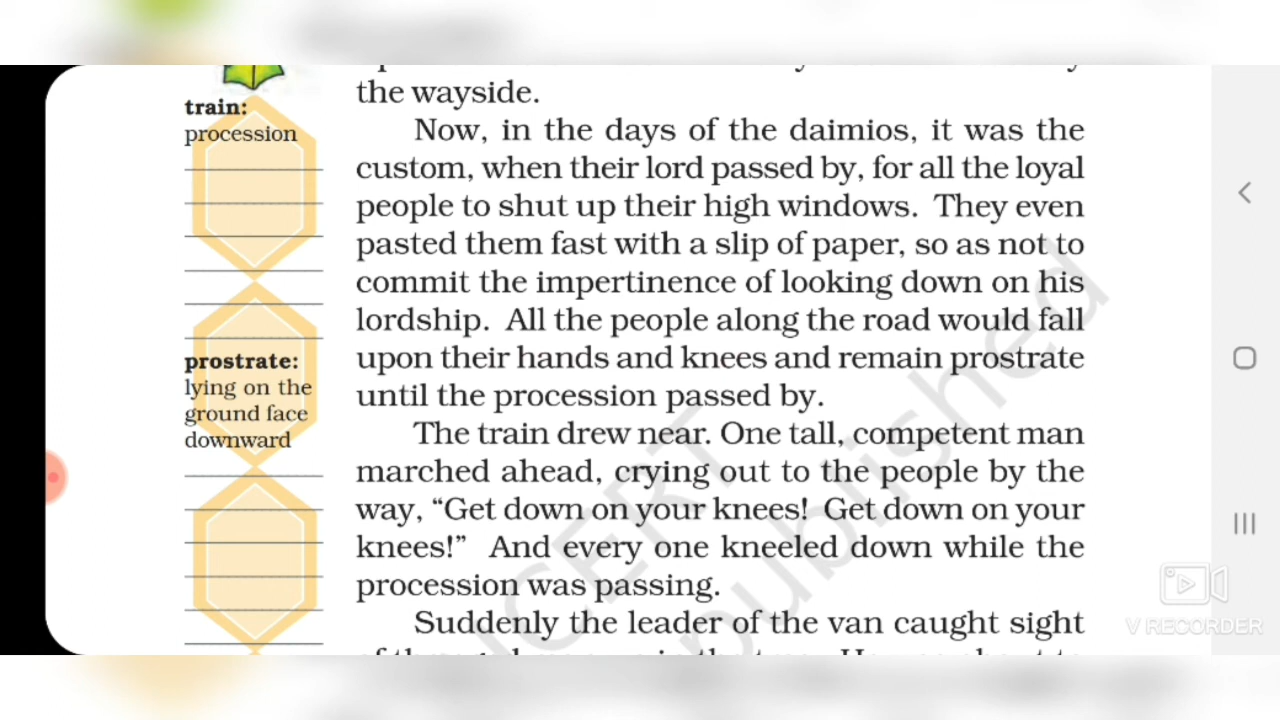 the wayside.
train:
procession
Now, in the days of the daimios, it was the
custom, when their lord passed by, for all the loyal
people to shut up their high windows. They even
pasted them fast with a slip of paper, so as not to
commit the impertinence of looking down on his
lordship. All the people along the road would fall
upon their hands and knees and remain prostrate
until the procession passed by.
prostrate:
lying on the
ground face
downward
The train drew near. One tall, competent man
marched ahead, crying out to the people by the
way, “Get down on your knees! Get down on your
knees!” And every one kneeled down while the
procession was passing.
Suddenly the leader of the van caught sight
NCERT
published
V RECORDER